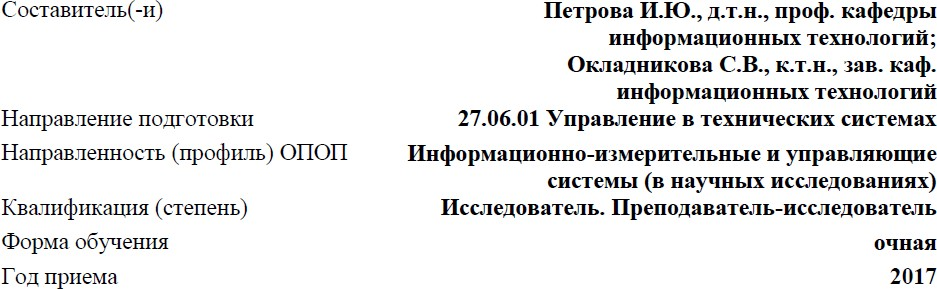 Составитель(-и) Петрова И.Ю., д.т.н., проф. кафедры
информационных технологий;
Окладникова С.В., к.т.н., зав. каф.
информационных технологий
Направление подготовки 27.06.01 Управление в технических системах
Направленность (профиль) ОПОП Информационно-измерительные и управляющие
системы (в научных исследованиях)
Квалификация (степень) Исследователь. Преподаватель-исследователь
Форма обучения очная
Год приема 2017